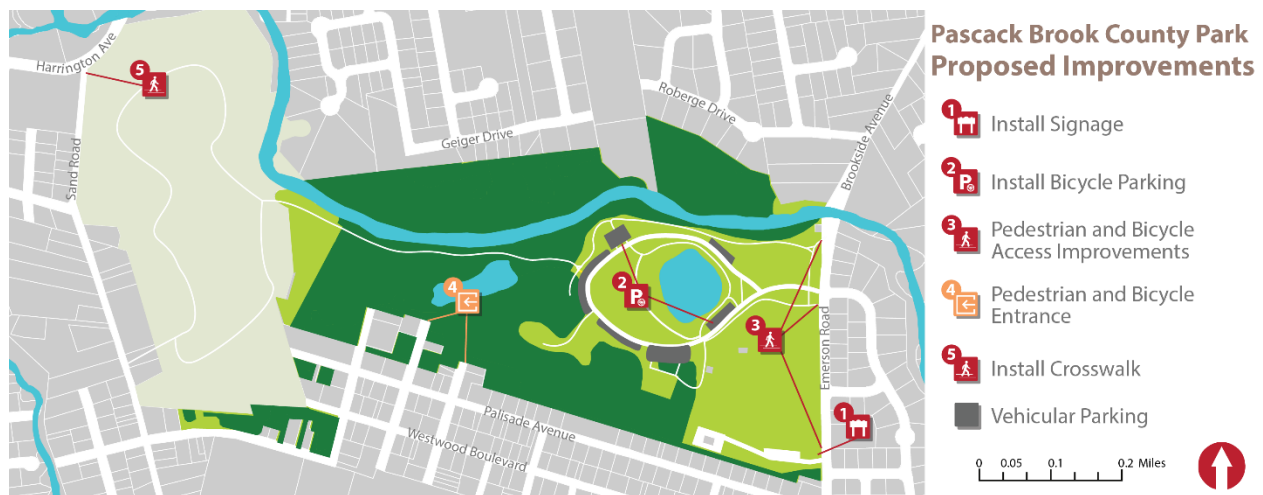 Pascack Brook County Park
Proposed Improvements
1
Install Signage
2
P
Install Bicycle Parking
3
Pedestrian and Bicycle
Access Improvements
4
Pedestrian and Bicycle
Entrance
5
Install Crosswalk
Vehicular Parking
0 0.05 0.1 0.2 Miles
Harrington Ave
5
Sand Road
Geiger Drive
Roberge Drive
Brookside Avenue
4
2
P
3
Emerson Road
1
Palisade Avenue
Westwood Boulevard